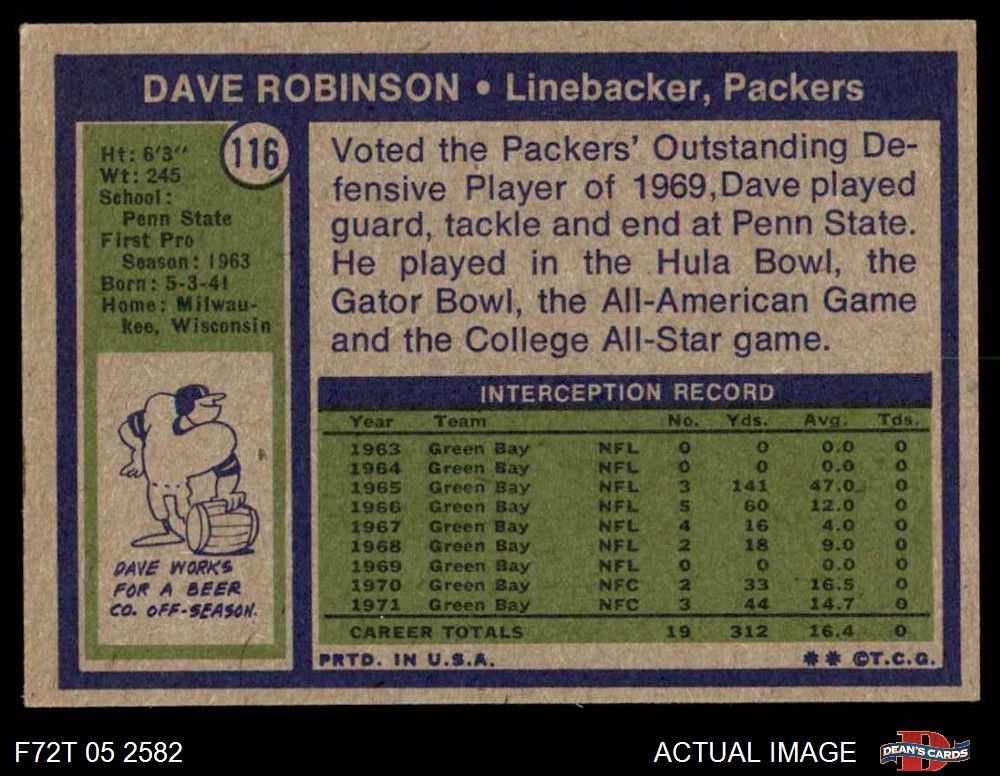 DAVE ROBINSON • Linebacker, Packers
116
Ht: 6'3"
Wt: 245
School:
Penn State
First Pro
Season: 1963
Born: 5-3-41
Home: Milwau-
kee, Wisconsin
DAVE WORKS
FOR A BEER
CO. OFF-SEASON.
Voted the Packers' Outstanding De-
fensive Player of 1969,Dave played
guard, tackle and end at Penn State.
He played in the Hula Bowl, the
Gator Bowl, the All-American Game
and the College All-Star game.
INTERCEPTION RECORD
Year Team No. Yds. Avg. Tds.
1963 Green Bay NFL 0 0 0.0 0
1964 Green Bay NFL 0 0 0.0 0
1965 Green Bay NFL 3 141 47.0 0
1966 Green Bay NFL 5 60 12.0 0
1967 Green Bay NFL 4 16 4.0 0
1968 Green Bay NFL 2 18 9.0 0
1969 Green Bay NFL 0 0 0.0 0
1970 Green Bay NFC 2 33 16.5 0
1971 Green Bay NFC 3 44 14.7 0
CAREER TOTALS 19 312 16.4 0
PRTD. IN U.S.A. ** ©T.C.G.
F72T 05 2582 ACTUAL IMAGE D DEAN'S CARDS